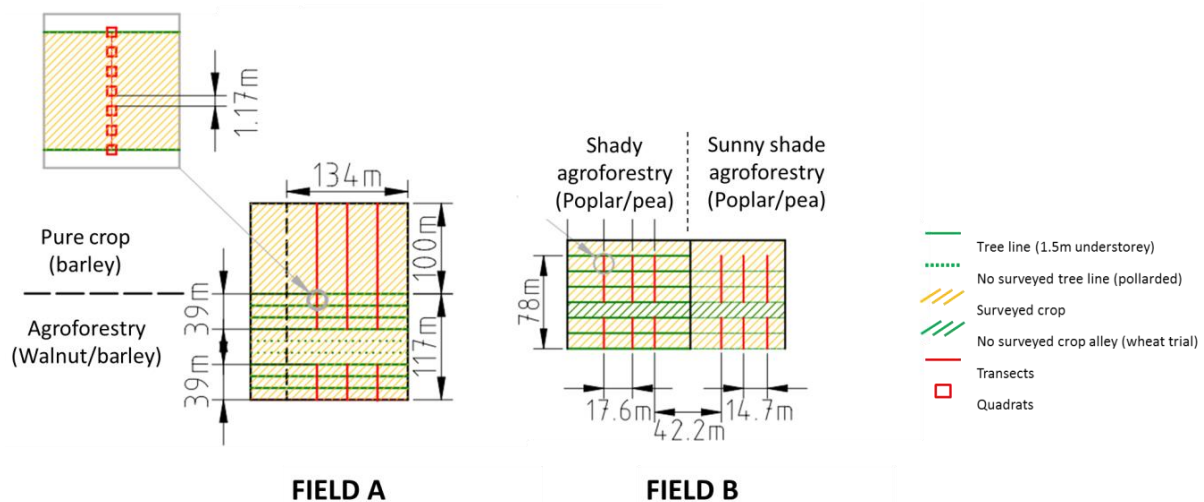 1.17m
134m
Pure crop
(barley)
100m
39m
Agroforestry
(Walnut/barley)
117m
39m
FIELD A
Shady
agroforestry
(Poplar/pea)
Sunny shade
agroforestry
(Poplar/pea)
78m
17.6m
42.2m
14.7m
FIELD B
Tree line (1.5m understorey)
No surveyed tree line (pollarded)
Surveyed crop
No surveyed crop alley (wheat trial)
Transects
Quadrats